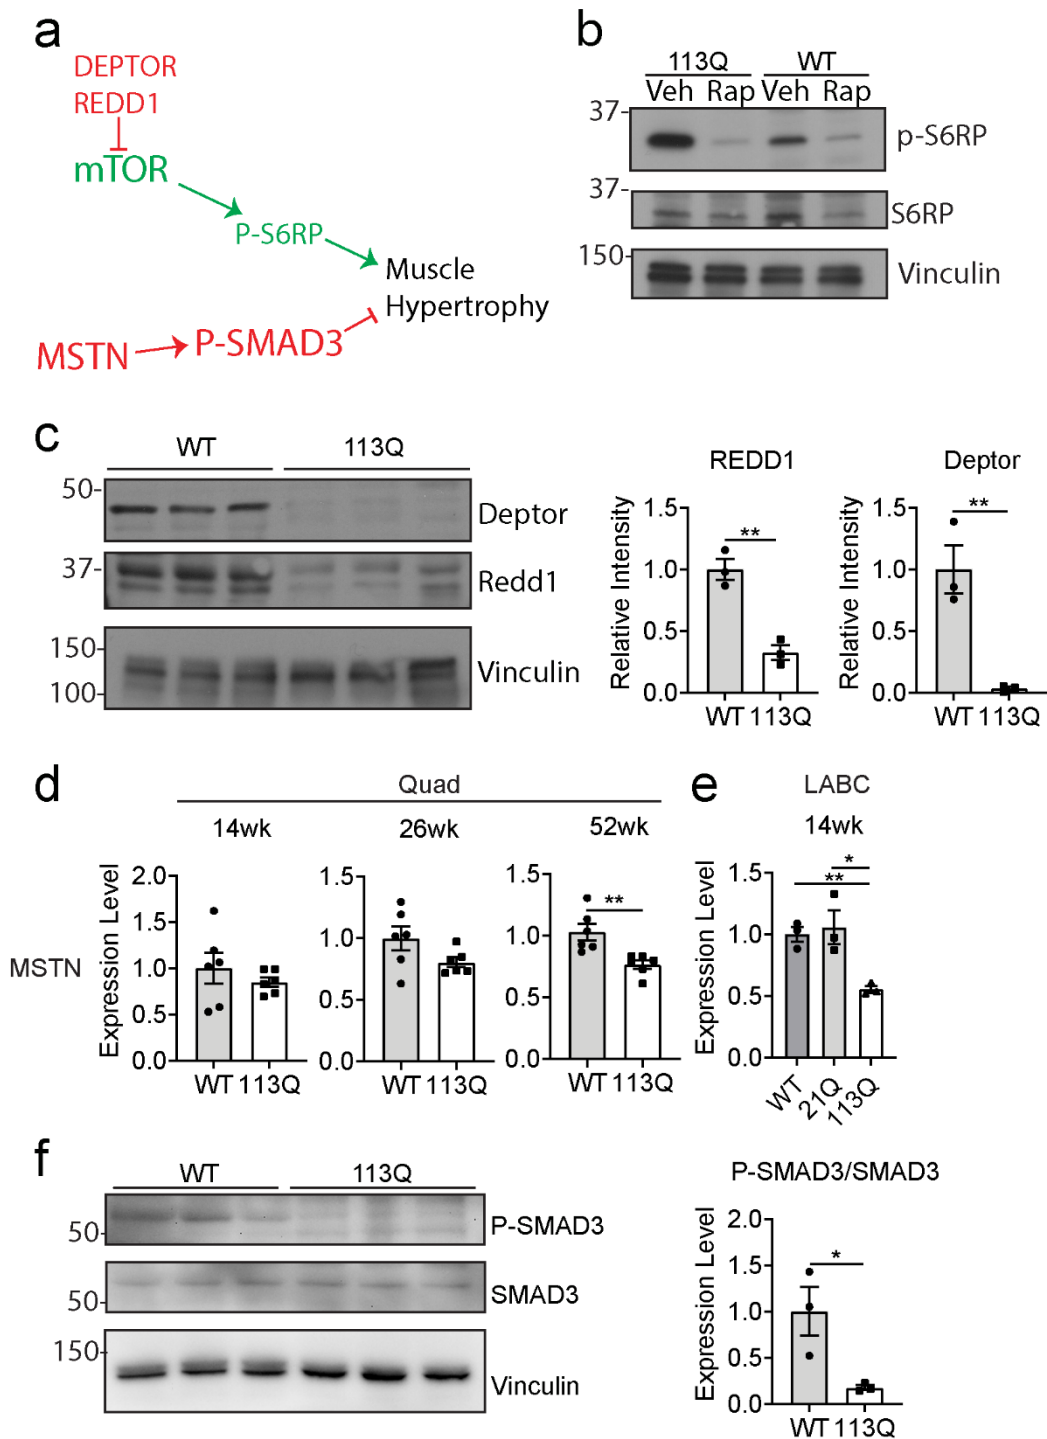 a
DEPTOR
REDD1
mTOR
P-S6RP
Muscle
Hypertrophy
MSTN
P-SMAD3
b
113Q WT
Veh Rap Veh Rap
37-
p-S6RP
37-
S6RP
150-
Vinculin
c
WT 113Q
50-
Deptor
37-
Redd1
150-
100-
Vinculin
REDD1
Relative Intensity
1.5
1.0
0.5
0.0
**
WT 113Q
Deptor
Relative Intensity
1.5
1.0
0.5
0.0
**
WT 113Q
d
Quad
14wk 26wk 52wk
MSTN
Expression Level
2.0
1.5
1.0
0.5
0.0
WT 113Q
1.5
1.0
0.5
0.0
WT 113Q
1.5
1.0
0.5
0.0
**
WT 113Q
e
LABC
14wk
Expression Level
1.5
1.0
0.5
0.0
*
**
WT 21Q 113Q
f
WT 113Q
50-
P-SMAD3
50-
SMAD3
150-
Vinculin
P-SMAD3/SMAD3
Expression Level
2.0
1.5
1.0
0.5
0.0
*
WT 113Q